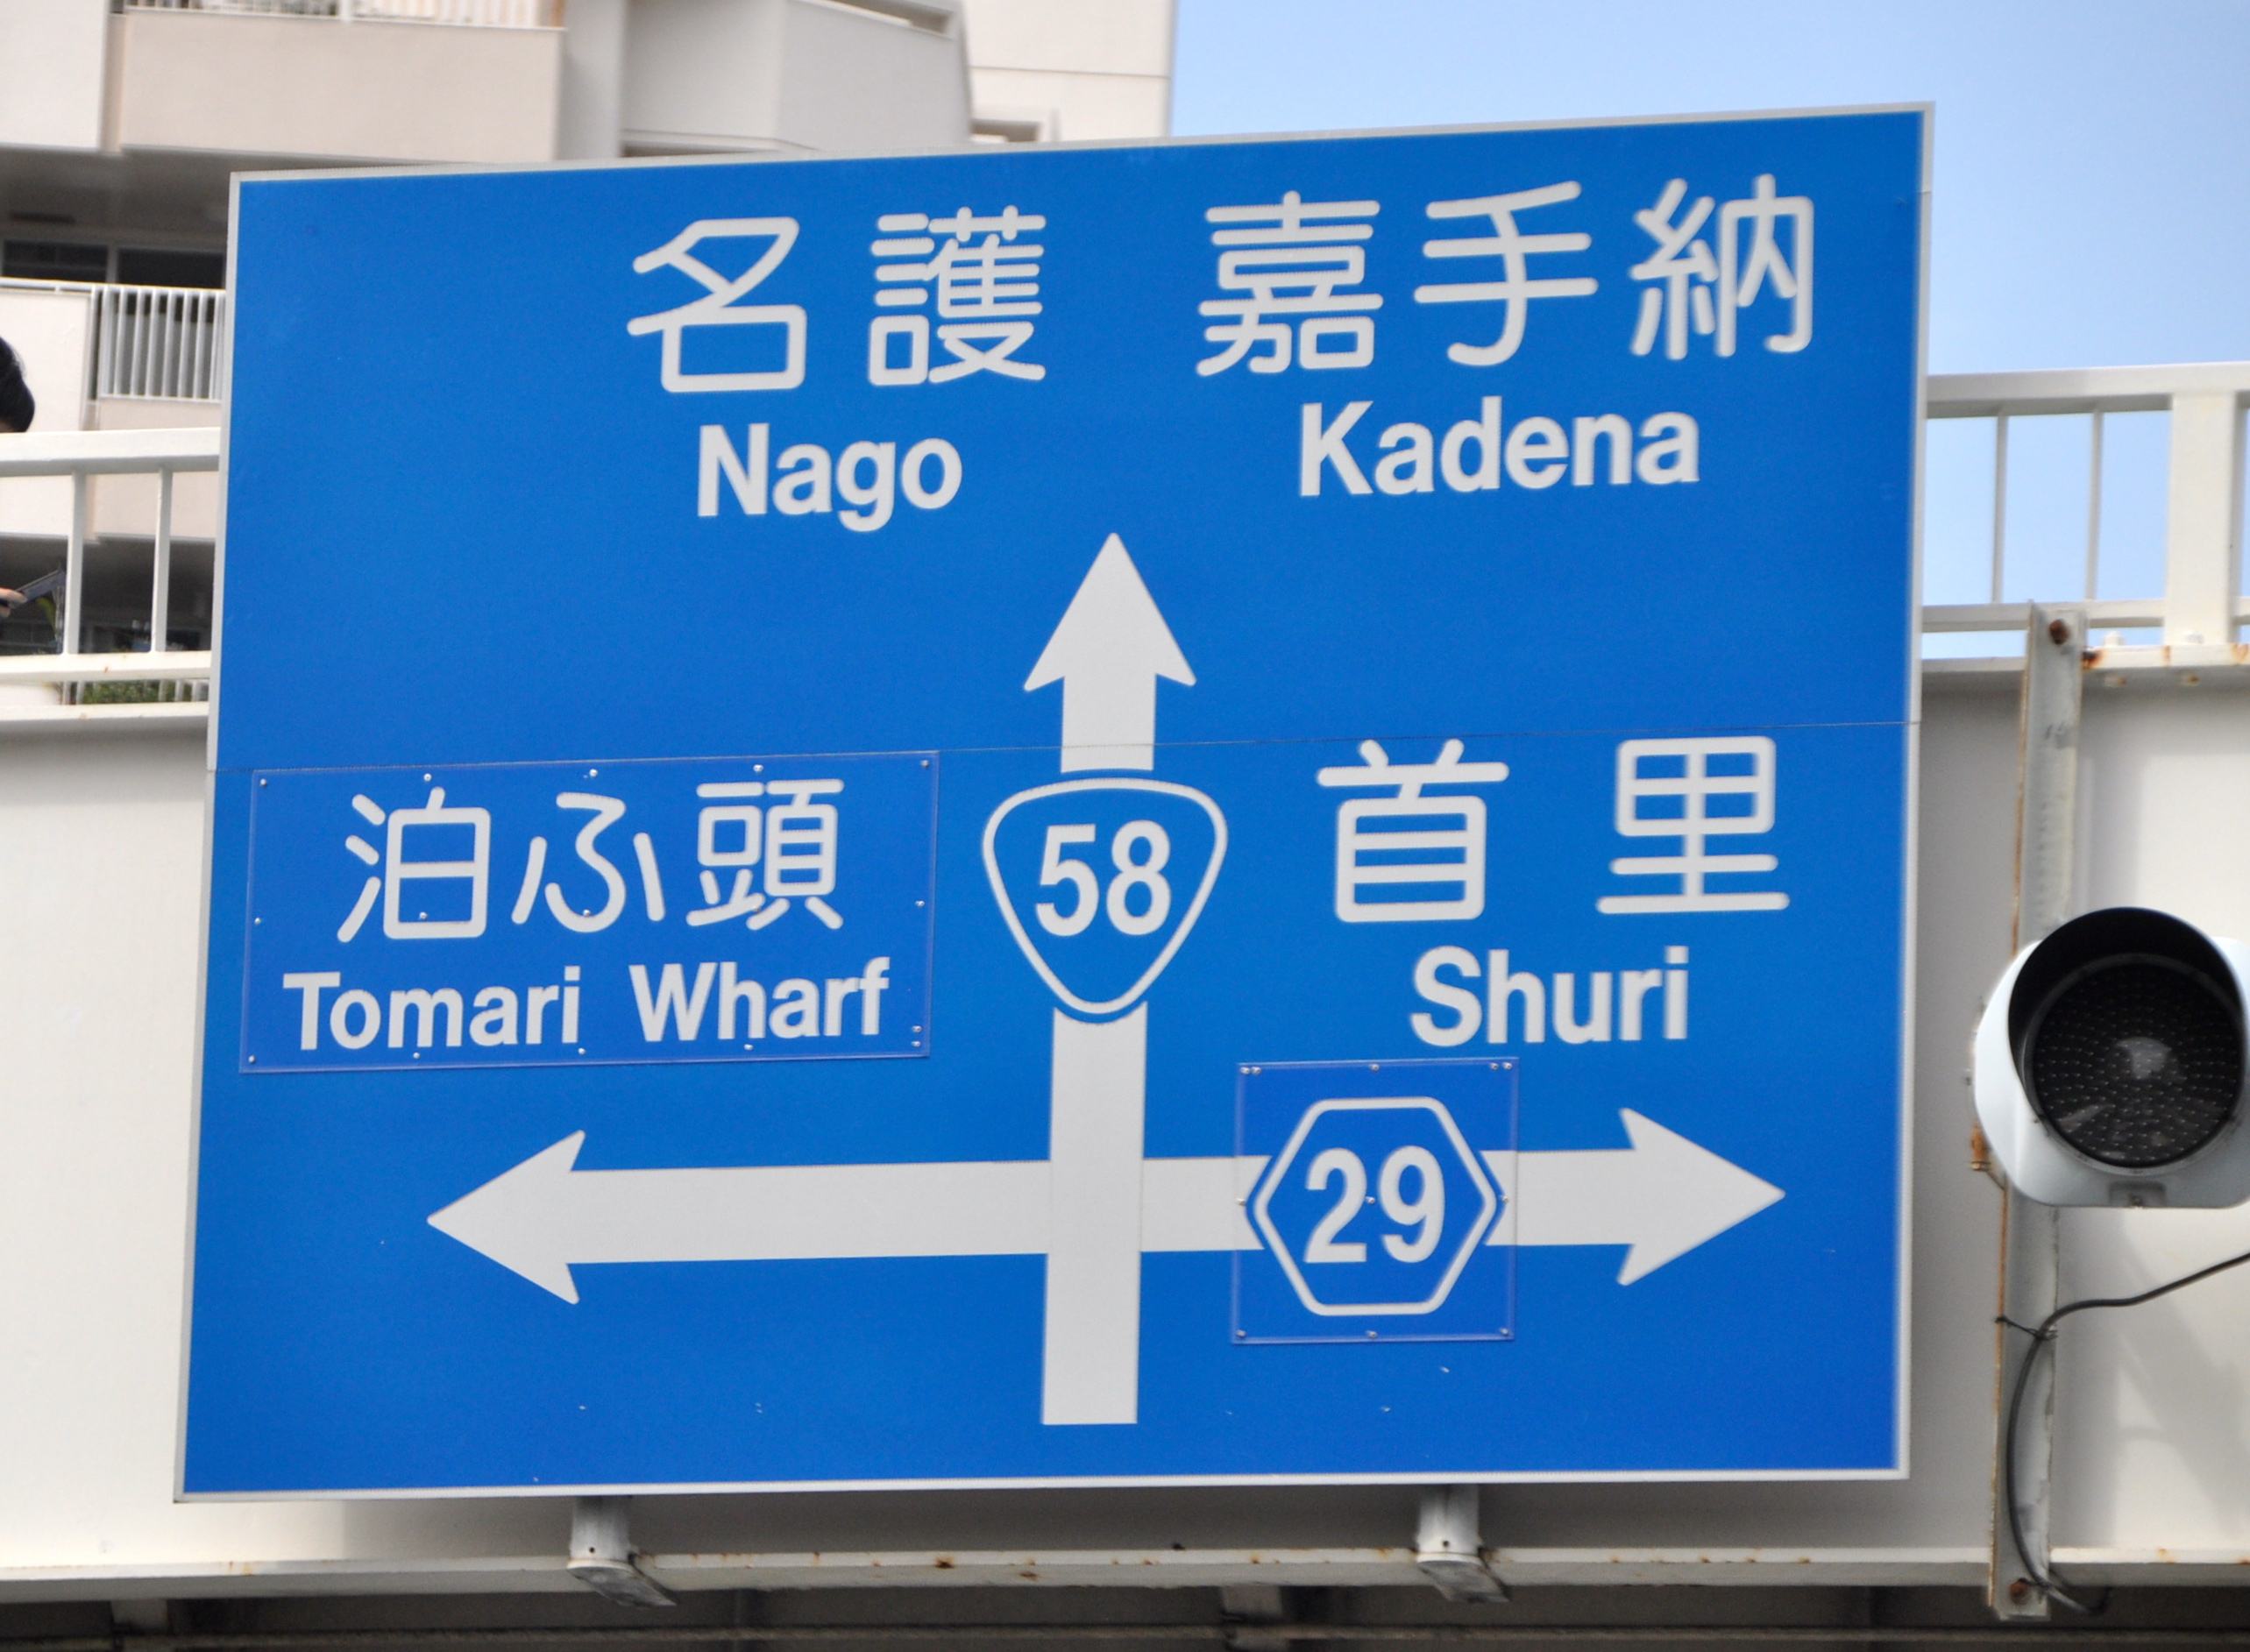 名護 嘉手納
Nago Kadena
泊ふ頭
Tomari Wharf
58
首里
Shuri
29